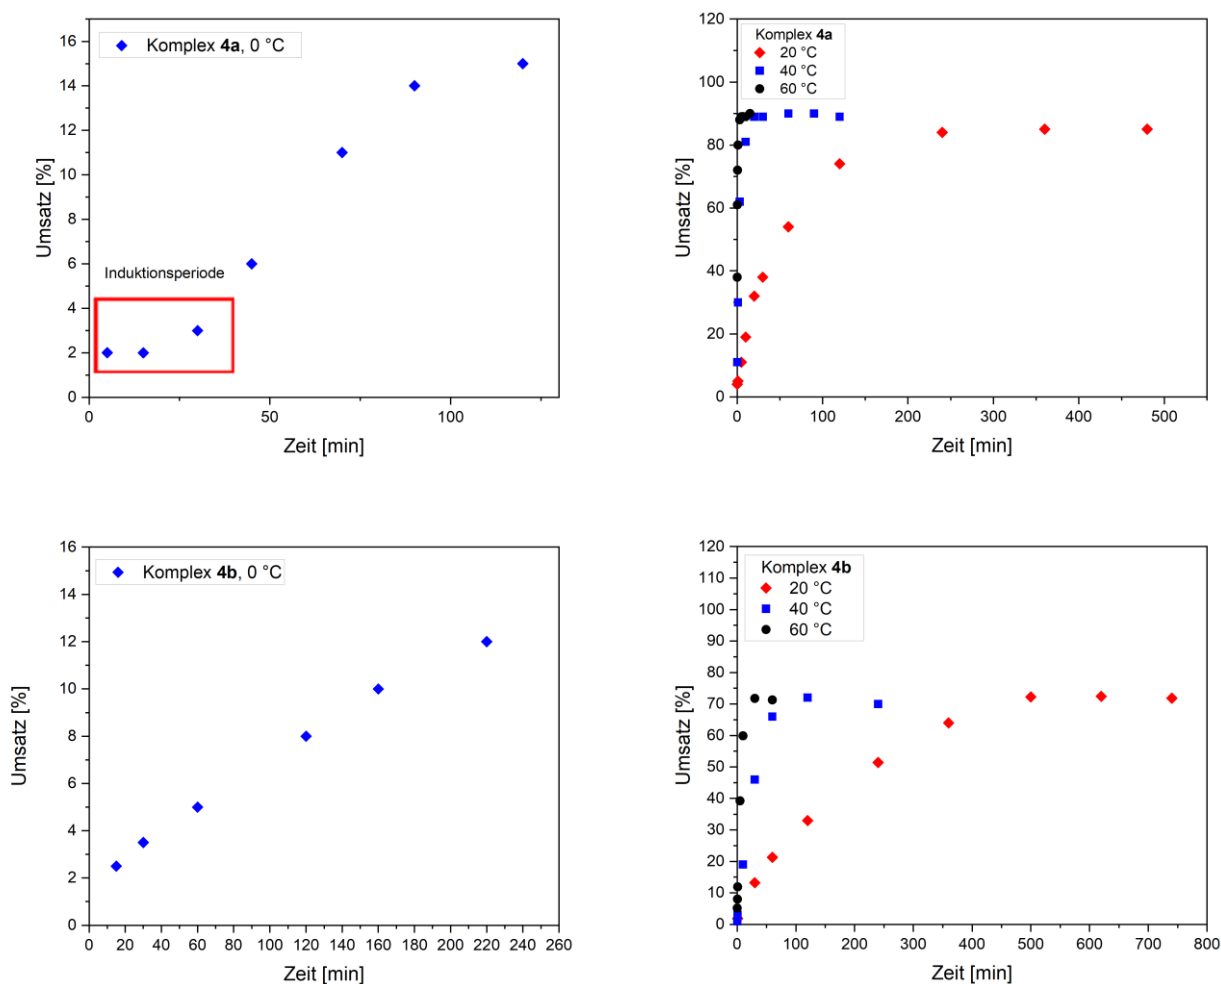 Komplex 4a, 0 °C
Induktionsperiode
Umsatz [%]
16
14
12
10
8
6
4
2
0
0
50
100
Zeit [min]
Komplex 4a
20 °C
40 °C
60 °C
Umsatz [%]
120
100
80
60
40
20
0
0
100
200
300
400
500
Zeit [min]
Komplex 4b, 0 °C
Umsatz [%]
16
14
12
10
8
6
4
2
0
0 20 40 60 80 100 120 140 160 180 200 220 240 260
Zeit [min]
Komplex 4b
20 °C
40 °C
60 °C
Umsatz [%]
120
110
100
90
80
70
60
50
40
30
20
10
0
0 100 200 300 400 500 600 700 800
Zeit [min]